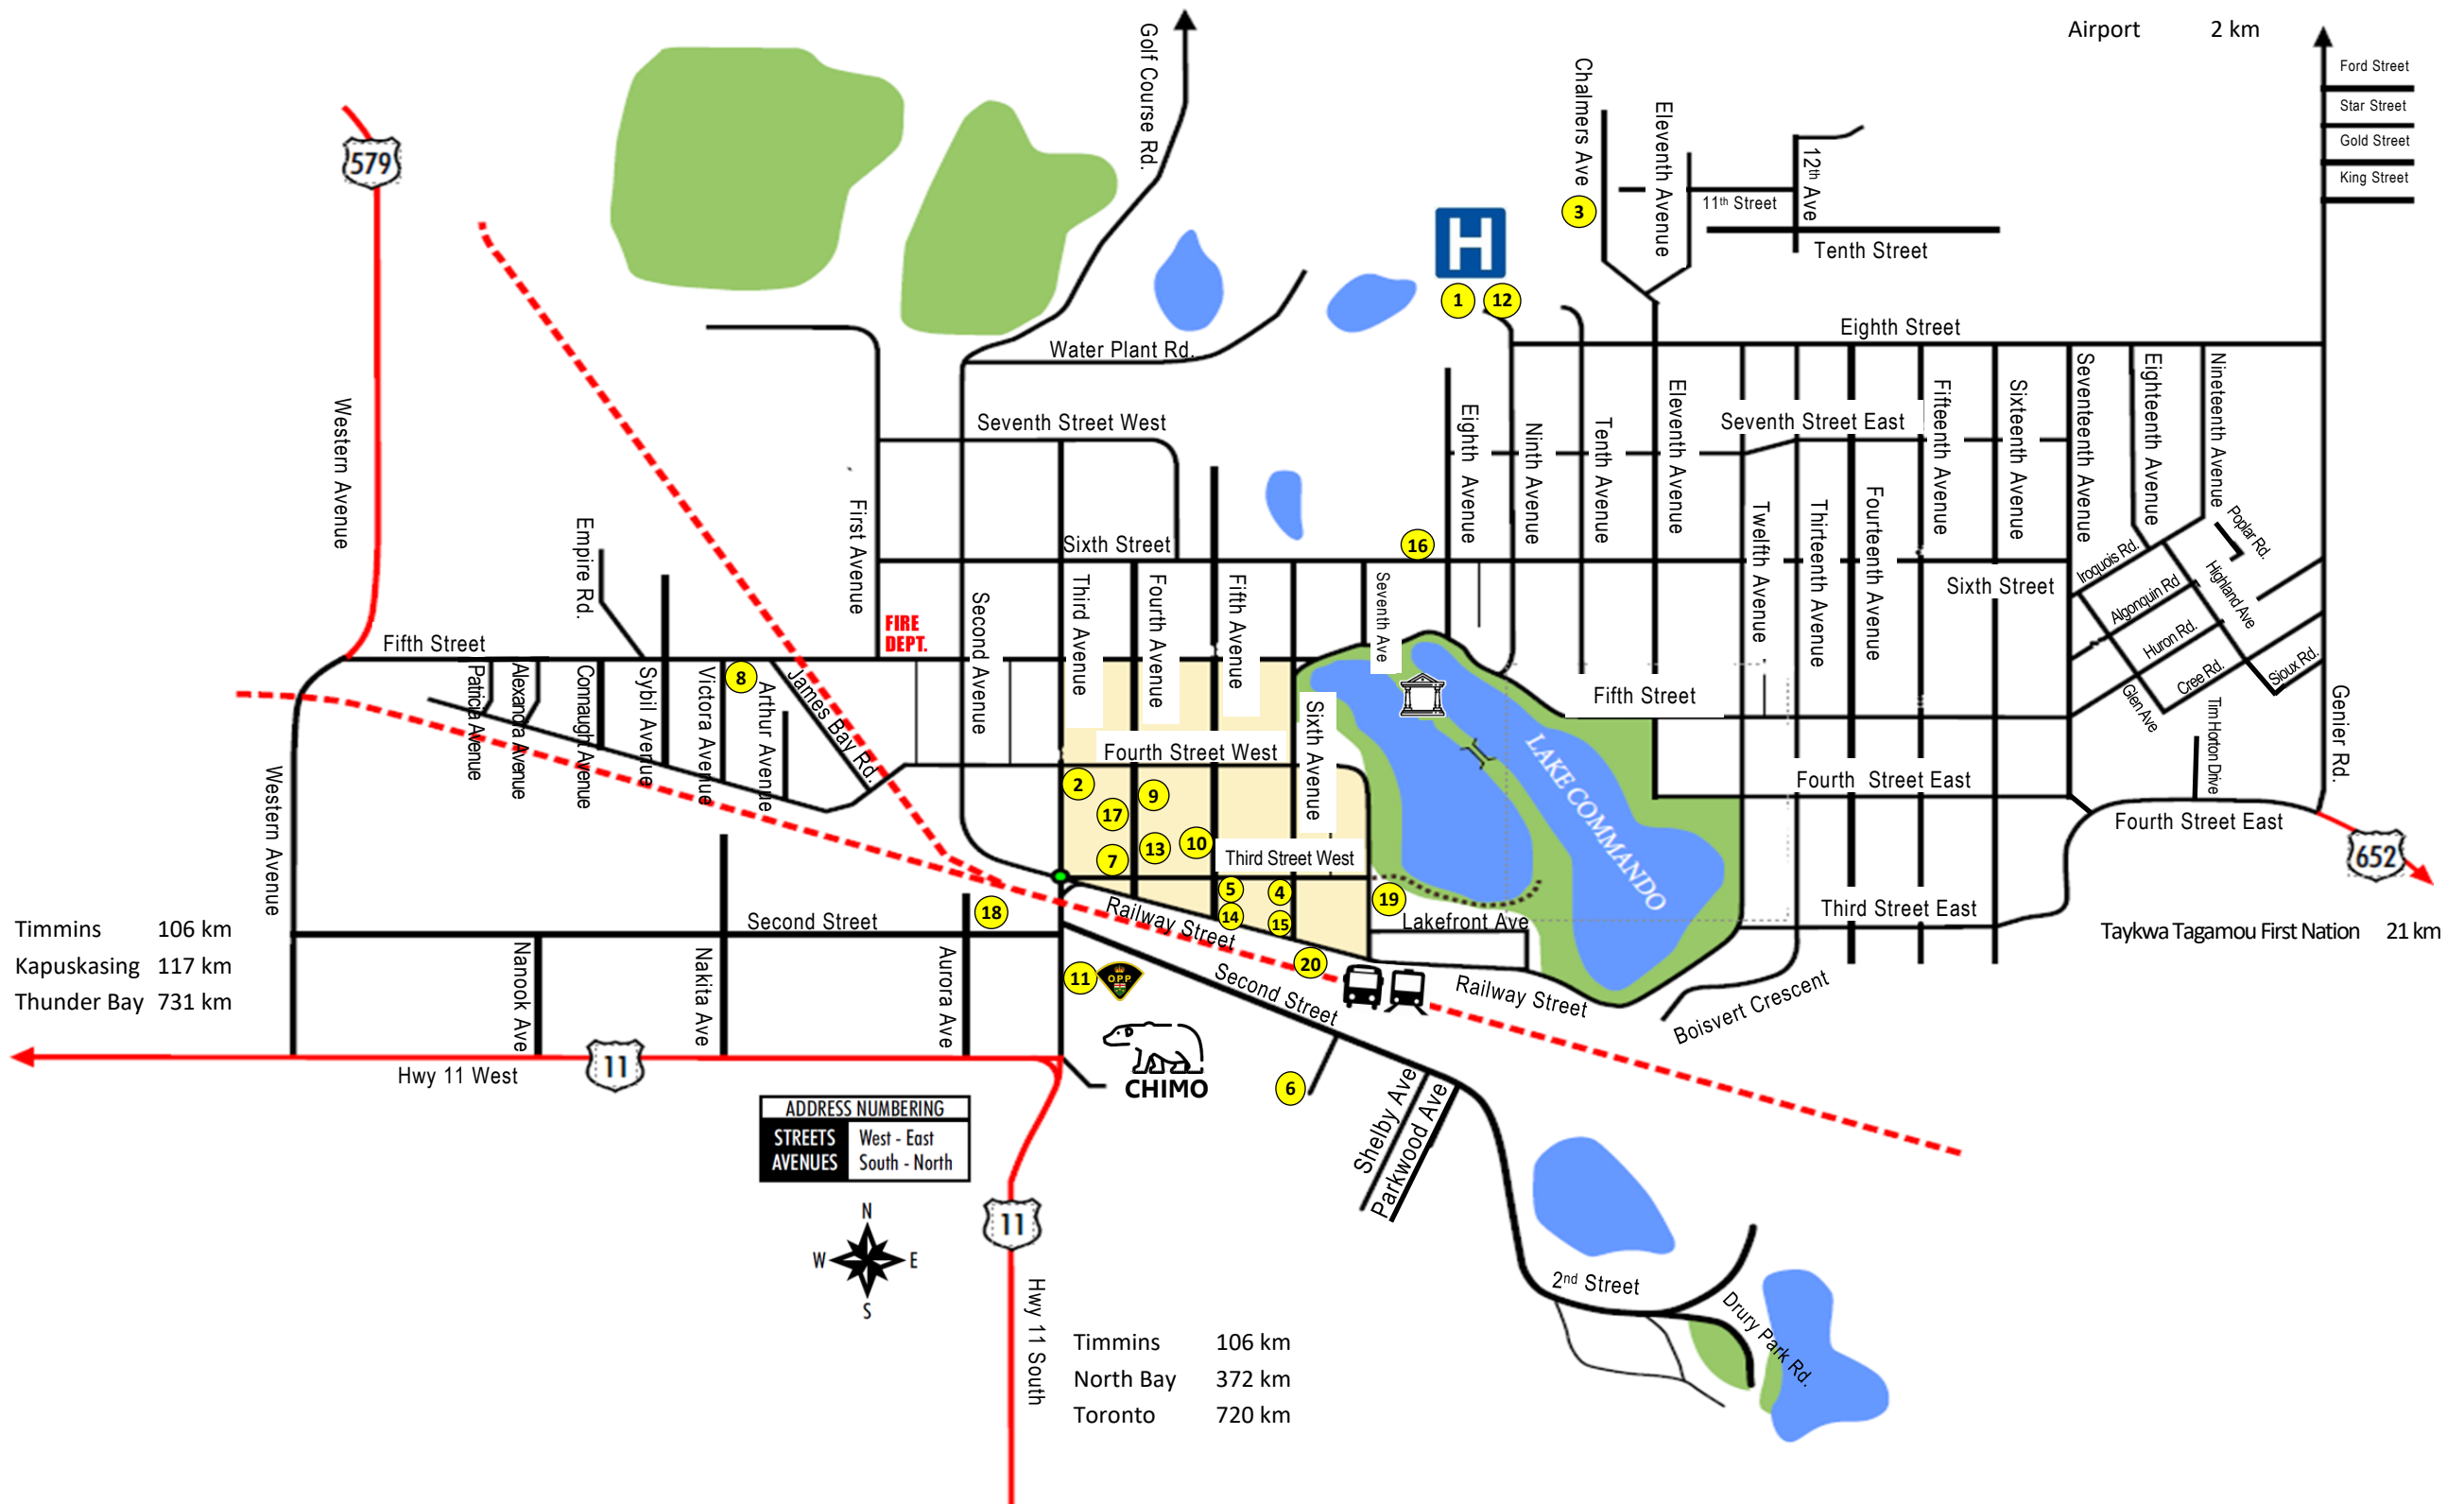 Airport 2 km
Ford Street
Star Street
Gold Street
King Street
Golf Course Rd.
Chalmers Ave
Eleventh Avenue
12th Ave
11th Street
Tenth Street
3
579
H
1
12
Eighth Street
Water Plant Rd.
Western Avenue
Seventh Street West
Seventh Street East
Eighth Avenue
Ninth Avenue
Tenth Avenue
Eleventh Avenue
Twelfth Avenue
Thirteenth Avenue
Fourteenth Avenue
Fifteenth Avenue
Sixteenth Avenue
Seventeenth Avenue
Eighteenth Avenue
Nineteenth Avenue
Poplar Rd.
Empire Rd.
First Avenue
Sixth Street
16
Sixth Street
Iroquois Rd.
Algonquin Rd
Highland Ave
Huron Rd.
Cree Rd.
Sioux Rd.
Glen Ave
Tim Horton Drive
Genier Rd.
FIRE
DEPT.
Second Avenue
Third Avenue
Fourth Avenue
Fifth Avenue
Sixth Avenue
Seventh Ave
Fifth Street
Fifth Street
Patricia Avenue
Alexanda Avenue
Connaught Avenue
Sybil Avenue
Victora Avenue
8
Arthur Avenue
James Bay Rd.
Fourth Street West
LAKE COMMANDO
Fourth Street East
Fourth Street East
652
2
9
17
13
10
7
Third Street West
5
4
14
15
19
Lakefront Ave
Third Street East
Western Avenue
Second Street
18
Railway Street
20
Railway Street
Boisvert Crescent
Taykwa Tagamou First Nation 21 km
Timmins 106 km
Kapuskasing 117 km
Thunder Bay 731 km
Nanook Ave
Nakita Ave
Aurora Ave
11
O.P.P.
Second Street
Hwy 11 West
11
CHIMO
6
Shelby Ave
Parkwood Ave
ADDRESS NUMBERING
STREETS West - East
AVENUES South - North
N
W E
S
11
Hwy 11 South
2nd Street
Drury Park Rd.
Timmins 106 km
North Bay 372 km
Toronto 720 km